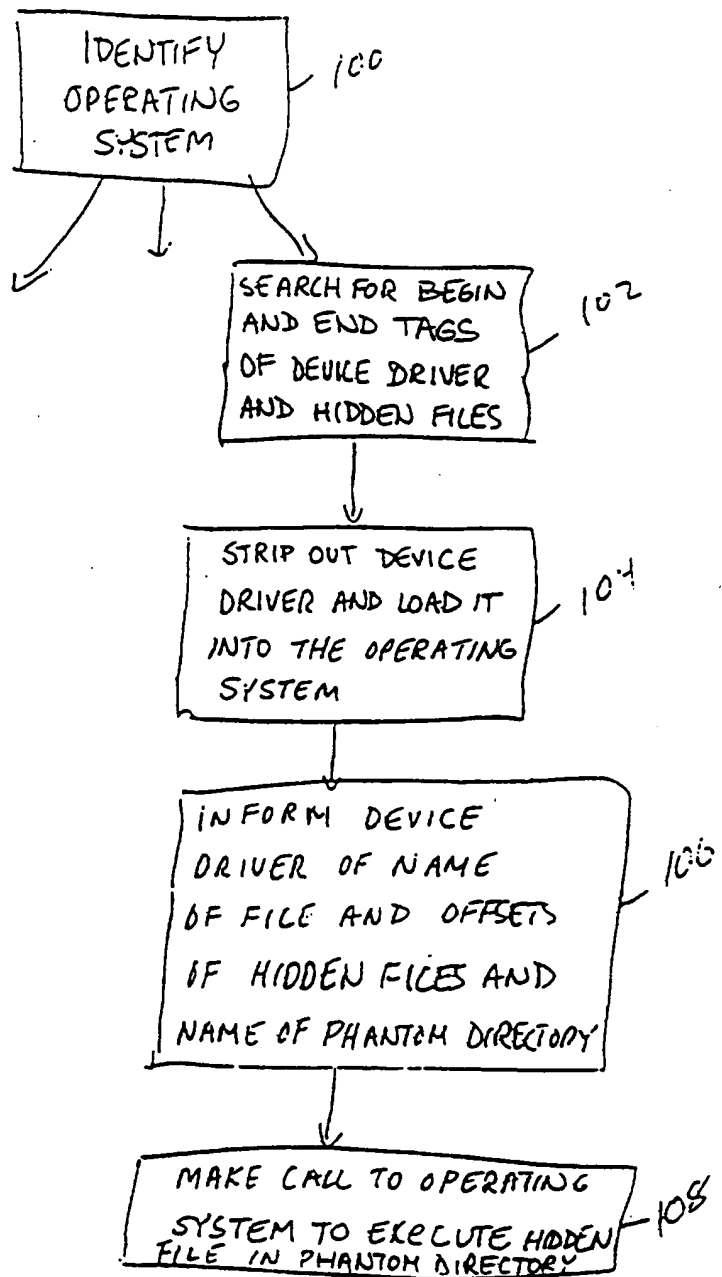 IDENTIFY
OPERATING
SYSTEM
100
SEARCH FOR BEGIN
AND END TAGS
OF DEVICE DRIVER
AND HIDDEN FILES
102
STRIP OUT DEVICE
DRIVER AND LOAD IT
INTO THE OPERATING
SYSTEM
104
INFORM DEVICE
DRIVER OF NAME
OF FILE AND OFFSETS
OF HIDDEN FILES AND
NAME OF PHANTOM DIRECTORY
106
MAKE CALL TO OPERATING
SYSTEM TO EXECUTE HIDDEN
FILE IN PHANTOM DIRECTORY
108